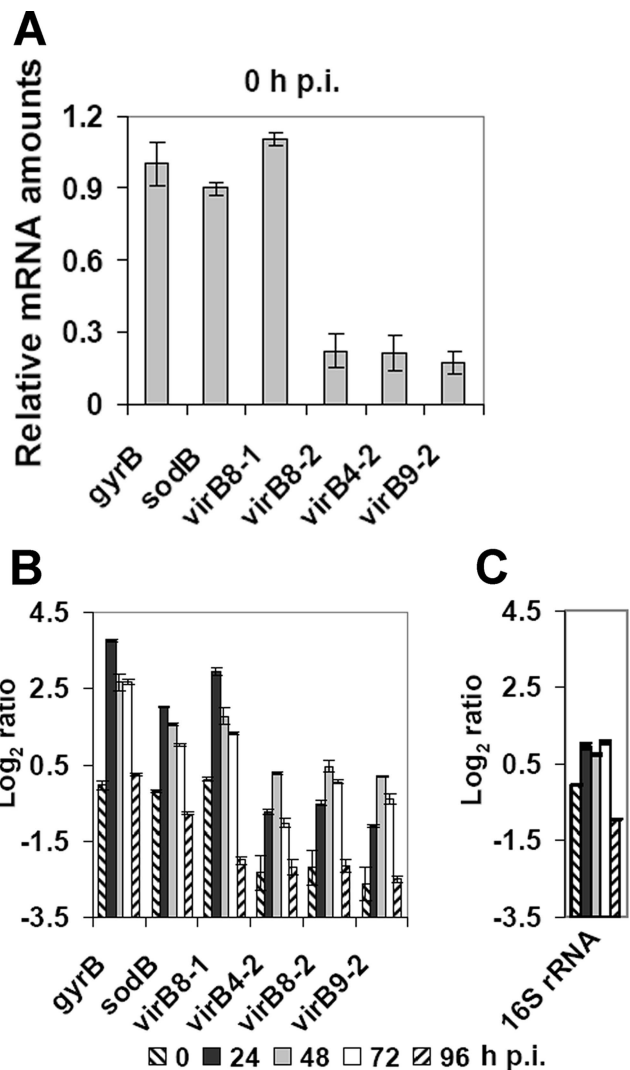 A
0 h p.i.
Relative mRNA amounts
1.2
0.9
0.6
0.3
0
gyrB
sodB
virB8-1
virB8-2
virB4-2
virB9-2
B
Log2 ratio
4.5
2.5
0.5
-1.5
-3.5
gyrB
sodB
virB8-1
virB4-2
virB8-2
virB9-2
C
Log2 ratio
4.5
2.5
0.5
-1.5
-3.5
16S rRNA
0 24 48 72 96 h p.i.